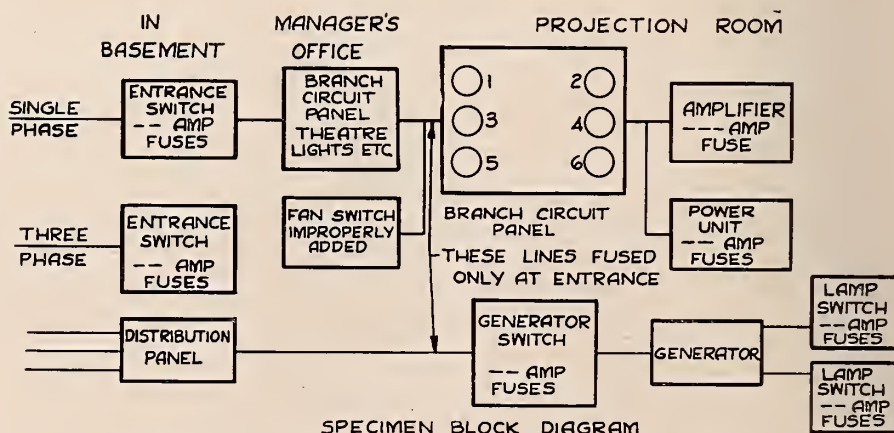 IN
BASEMENT
MANAGER'S
OFFICE
PROJECTION ROOM
SINGLE
PHASE
ENTRANCE
SWITCH
-- AMP
FUSES
BRANCH
CIRCUIT
PANEL
THEATRE
LIGHTS ETC
1
2
3
4
5
6
AMPLIFIER
--- AMP
FUSE
FAN SWITCH
IMPROPERLY
ADDED
BRANCH CIRCUIT
PANEL
POWER
UNIT
-- AMP
FUSES
THREE
PHASE
ENTRANCE
SWITCH
-- AMP
FUSES
THESE LINES FUSED
ONLY AT ENTRANCE
DISTRIBUTION
PANEL
GENERATOR
SWITCH
-- AMP
FUSES
GENERATOR
LAMP
SWITCH
-- AMP
FUSES
LAMP
SWITCH
-- AMP
FUSES
SPECIMEN BLOCK DIAGRAM